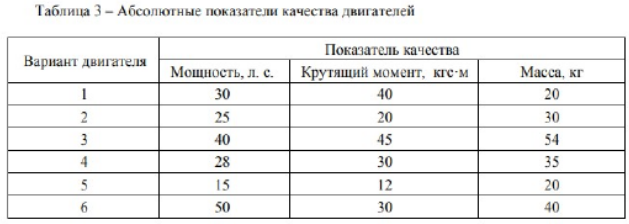 Таблица 3 – Абсолютные показатели качества двигателей
Вариант двигателя Показатель качества
Мощность, л. с. Крутящий момент, кгс·м Масса, кг
1 30 40 20
2 25 20 30
3 40 45 54
4 28 30 35
5 15 12 20
6 50 30 40